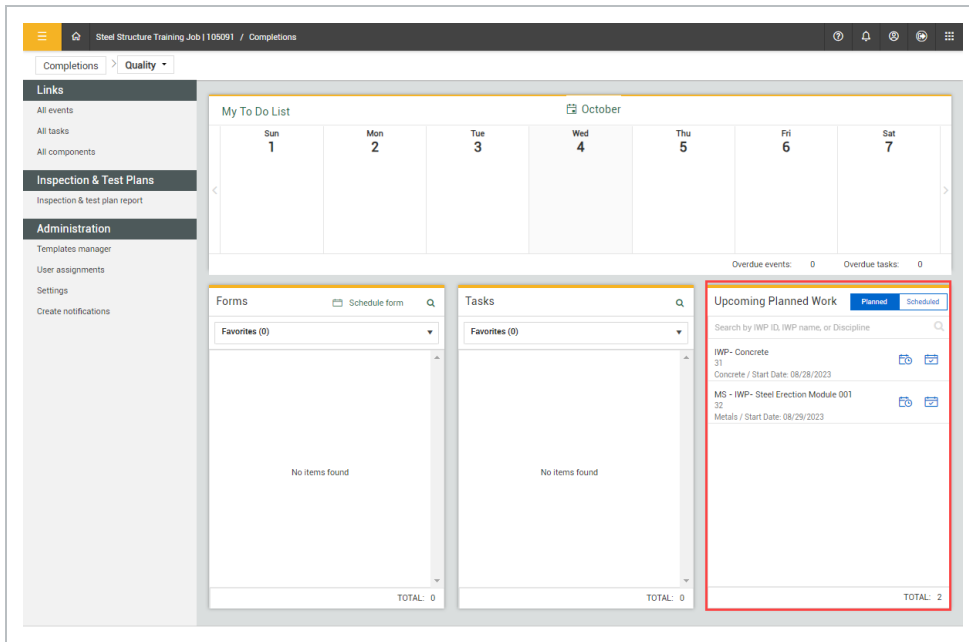 Steel Structure Training Job | 105091 / Completions
Completions > Quality
Links
All events
All tasks
All components
Inspection & Test Plans
Inspection & test plan report
Administration
Templates manager
User assignments
Settings
Create notifications
My To Do List
October
Sun Mon Tue Wed Thu Fri Sat
1 2 3 4 5 6 7
Overdue events: 0 Overdue tasks: 0
Forms
Schedule form
Favorites (0)
No items found
TOTAL: 0
Tasks
Favorites (0)
No items found
TOTAL: 0
Upcoming Planned Work
Planned Scheduled
Search by IWP ID, IWP name, or Discipline
IWP- Concrete
31
Concrete / Start Date: 08/28/2023
MS - IWP- Steel Erection Module 001
32
Metals / Start Date: 08/29/2023
TOTAL: 2